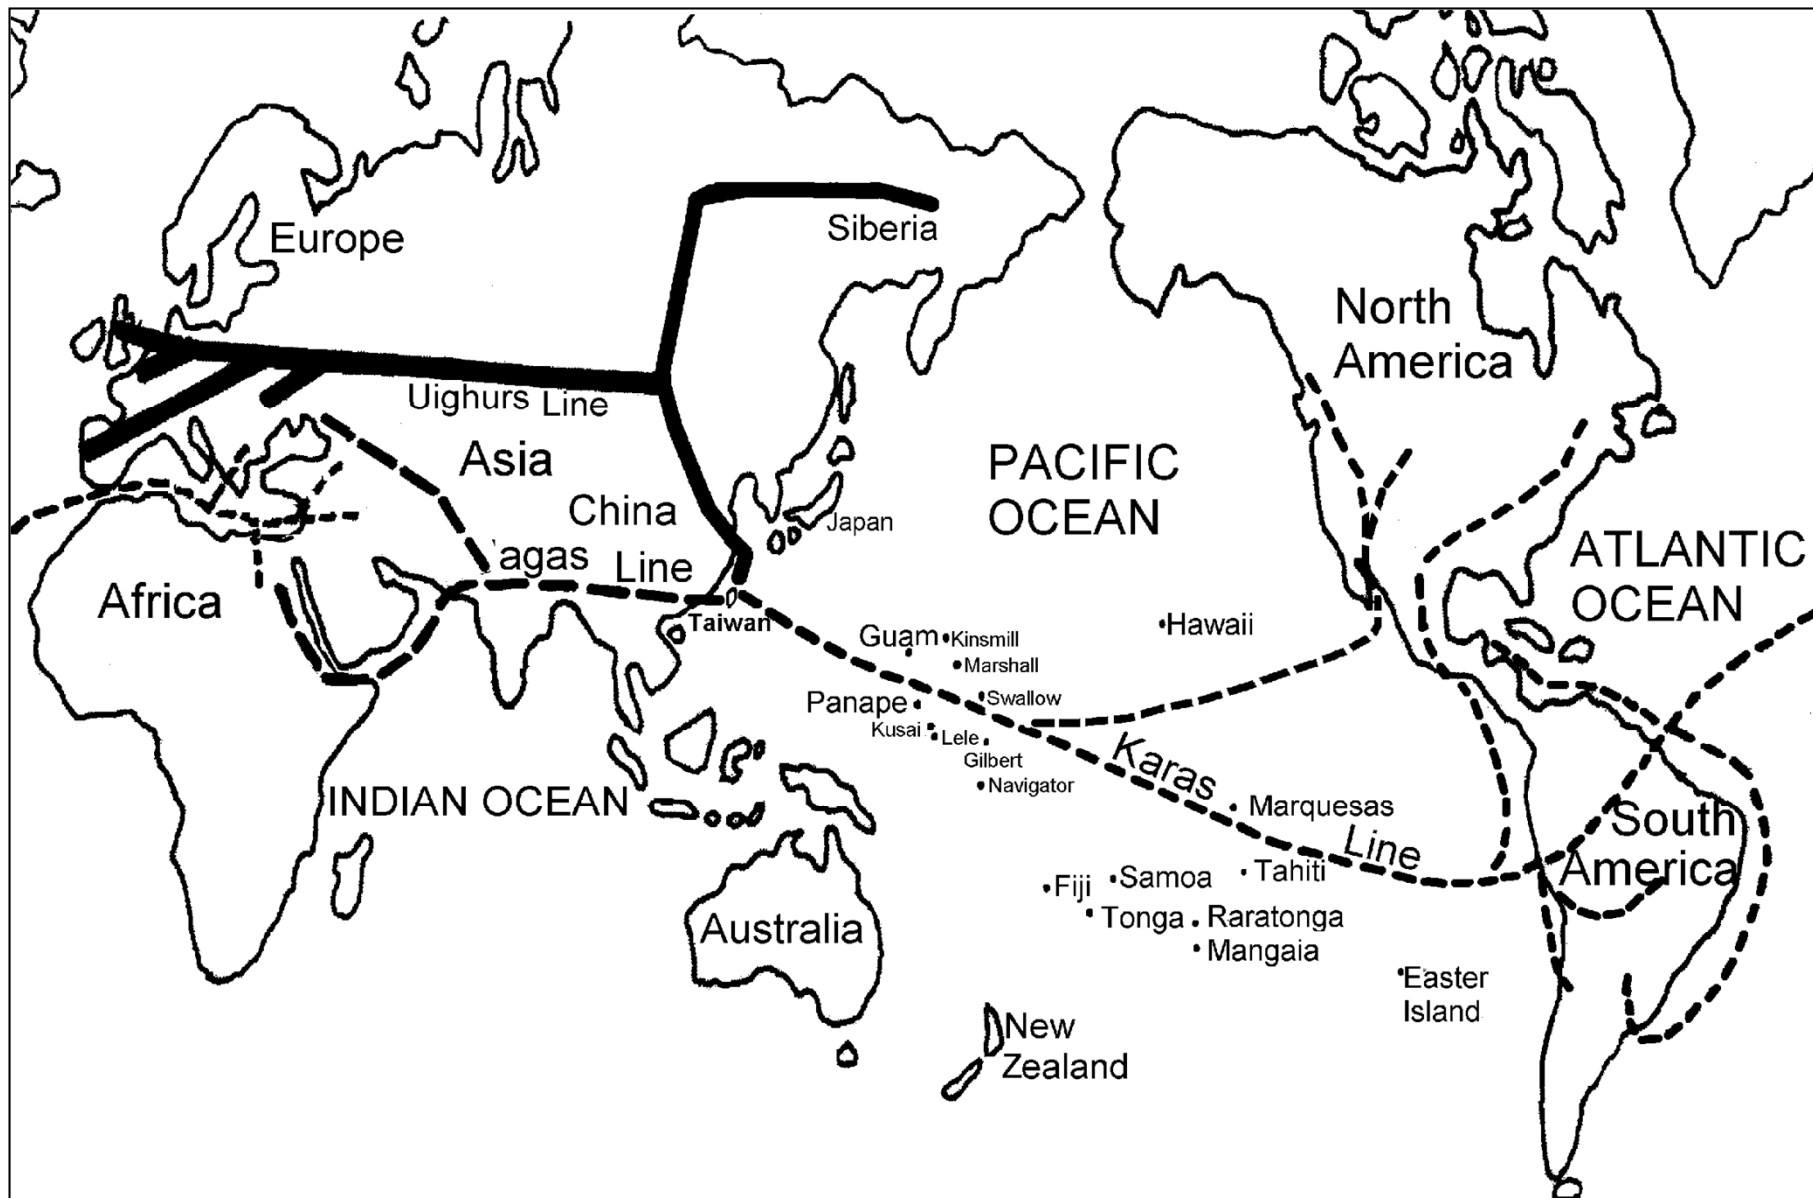 Siberia
Europe
North
America
Uighurs Line
Asia
PACIFIC
OCEAN
China
Japan
ATLANTIC
OCEAN
'agas Line
Africa
Taiwan
Hawaii
Guam
Kinsmill
Marshall
Swallow
Panape
Kusai
Lele
Gilbert
Navigator
Karas
Line
INDIAN OCEAN
Marquesas
South
America
Tahiti
Samoa
Fiji
Tonga
Raratonga
Mangaia
Australia
Easter
Island
New
Zealand